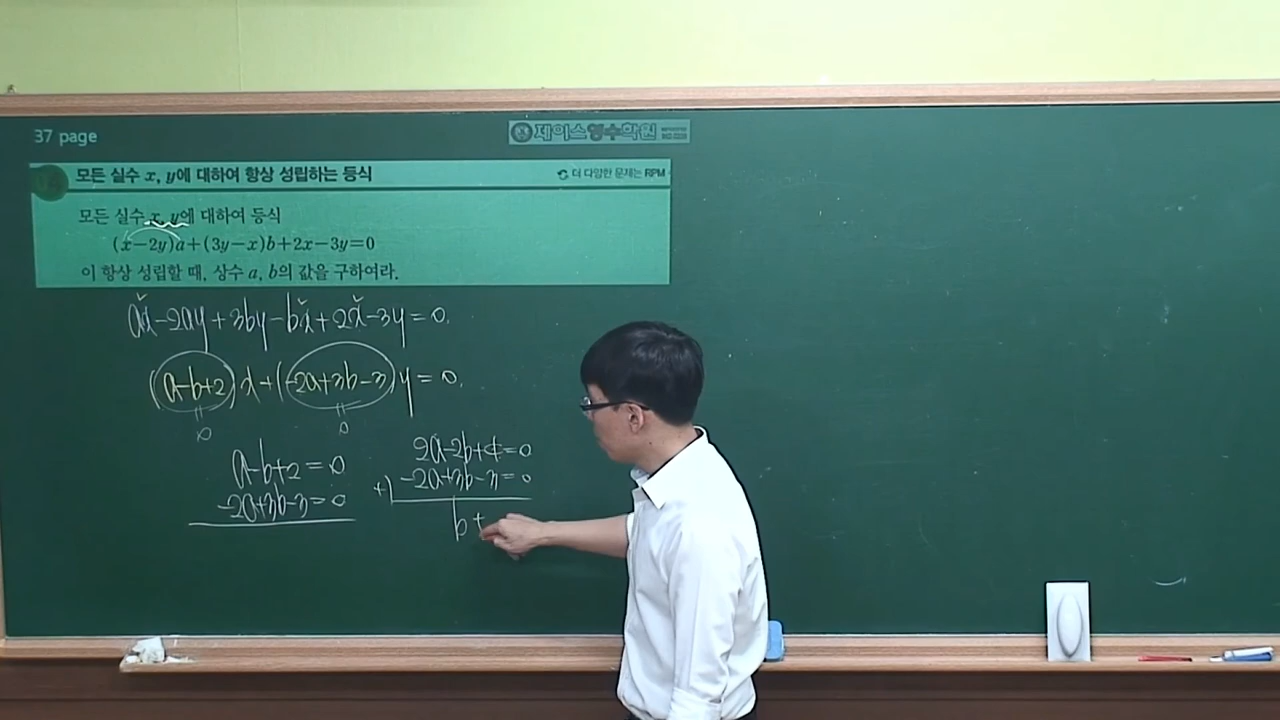 37 page
제이스영수학원
모든 실수 x, y에 대하여 항상 성립하는 등식
더 다양한 문제는 RPM
모든 실수 x, y에 대하여 등식
(x-2y)a+(3y-x)b+2x-3y=0
이 항상 성립할 때, 상수 a, b의 값을 구하여라.
ax-2ay+3by-bx+2x-3y=0.
(a-b+2)x+(-2a+3b-3)y=0.
0 0
a-b+2=0
-2a+3b-3=0
2a-2b+4=0
+) -2a+3b-3=0
b+